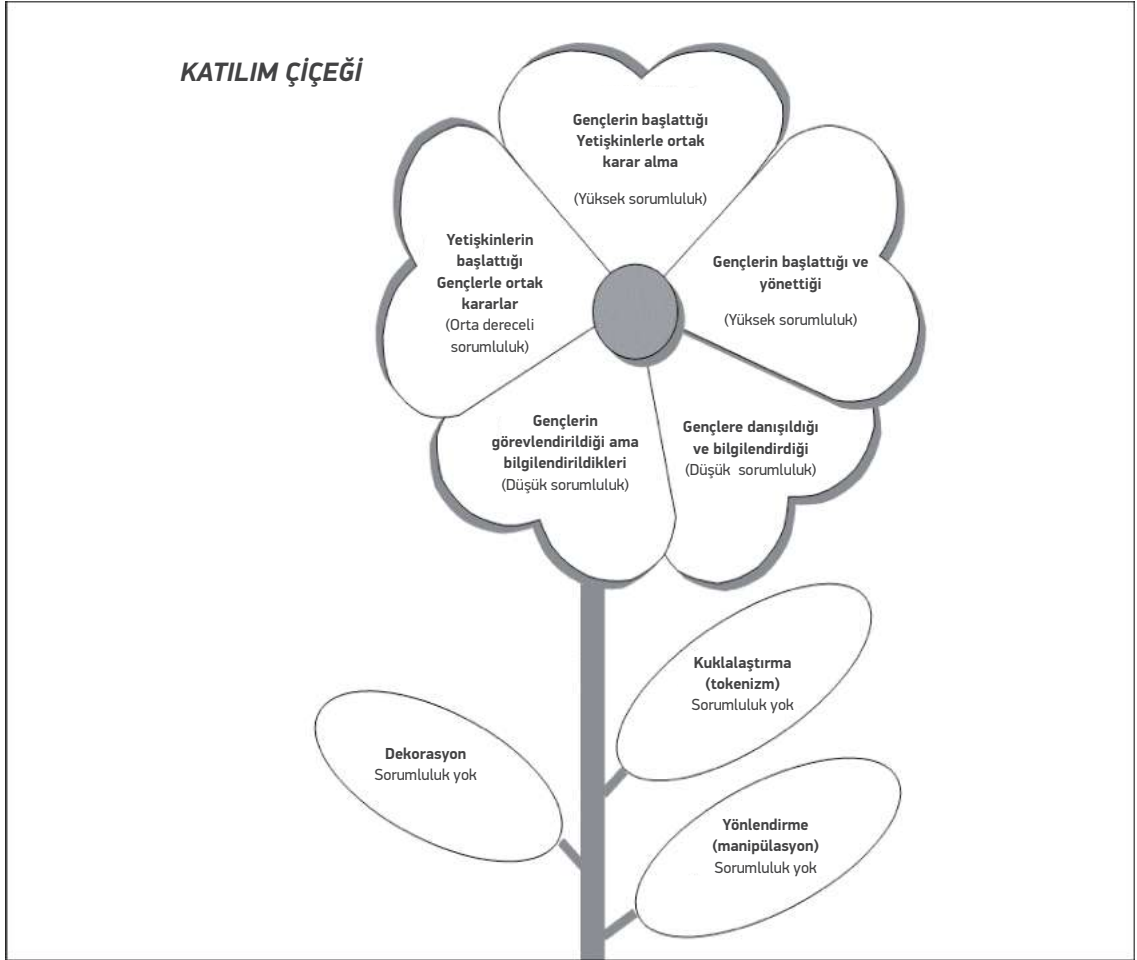 KATILIM ÇİÇEĞİ
Gençlerin başlattığı
Yetişkinlerle ortak
karar alma
(Yüksek sorumluluk)
Yetişkinlerin
başlattığı
Gençlerle ortak
kararlar
(Orta dereceli
sorumluluk)
Gençlerin başlattığı ve
yönettiği
(Yüksek sorumluluk)
Gençlerin
görevlendirildiği ama
bilgilendirildikleri
(Düşük sorumluluk)
Gençlere danışıldığı
ve bilgilendirdiği
(Düşük sorumluluk)
Kuklalaştırma
(tokenizm)
Sorumluluk yok
Dekorasyon
Sorumluluk yok
Yönlendirme
(manipülasyon)
Sorumluluk yok